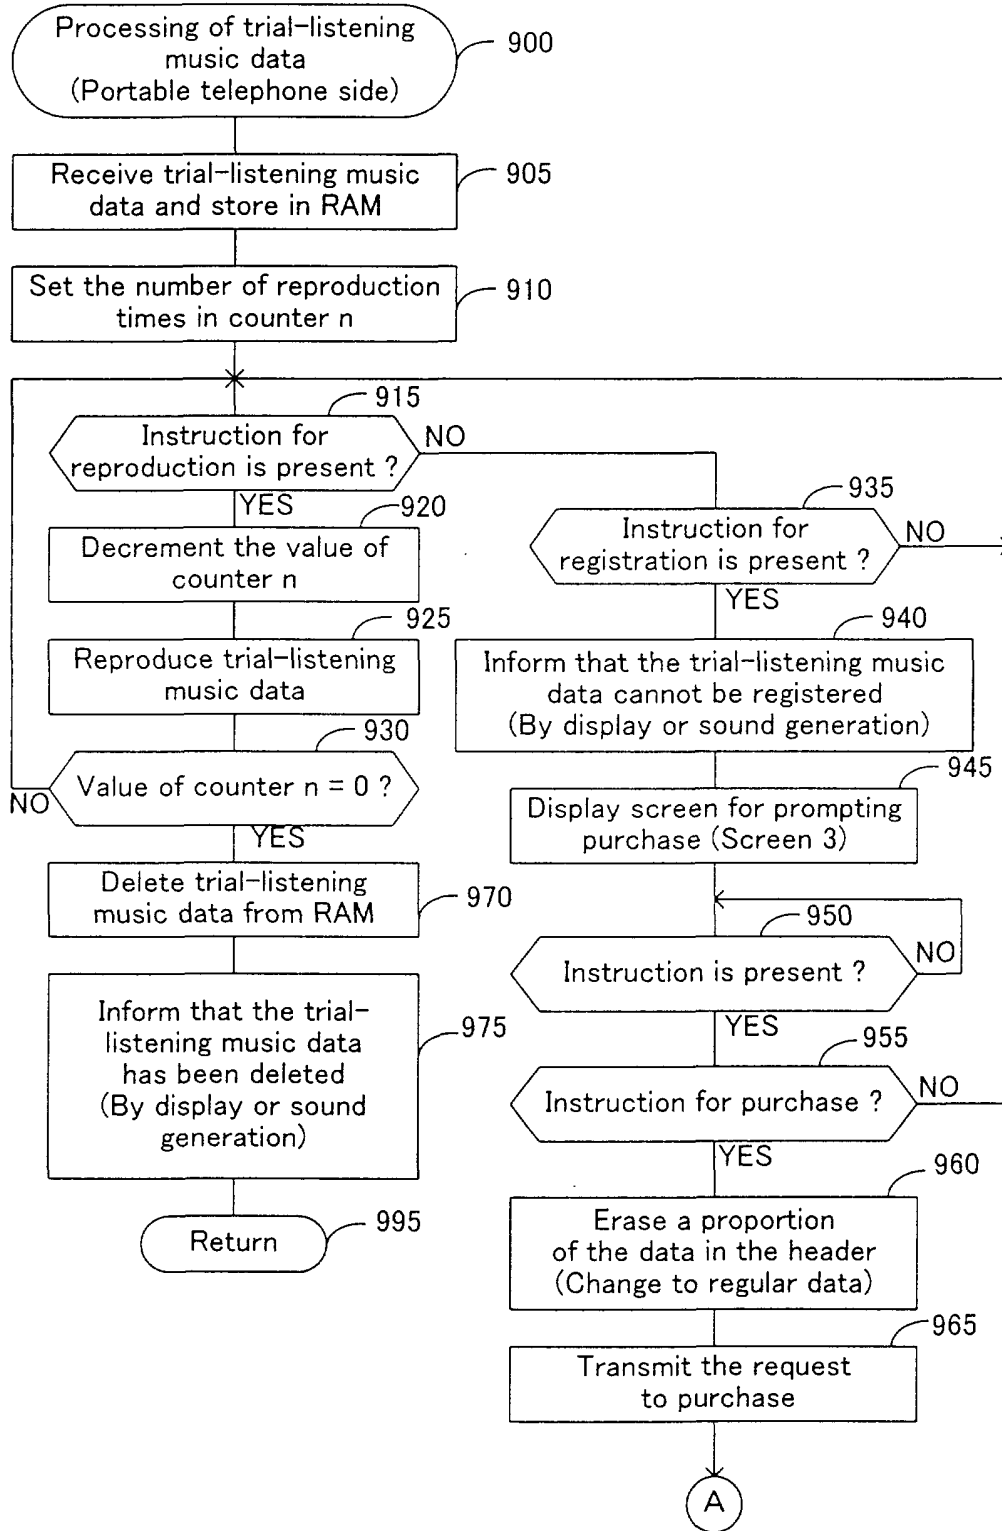 Processing of trial-listening
music data
(Portable telephone side)
900
Receive trial-listening music
data and store in RAM
905
Set the number of reproduction
times in counter n
910
915
Instruction for
reproduction is present ?
NO
YES
920
Decrement the value of
counter n
925
Reproduce trial-listening
music data
930
Value of counter n = 0 ?
NO
YES
Delete trial-listening
music data from RAM
970
Inform that the trial-
listening music data
has been deleted
(By display or sound
generation)
975
Return
995
935
Instruction for
registration is present ?
NO
YES
940
Inform that the trial-listening music
data cannot be registered
(By display or sound generation)
945
Display screen for prompting
purchase (Screen 3)
950
Instruction is present ?
NO
YES
955
Instruction for purchase ?
NO
YES
960
Erase a proportion
of the data in the header
(Change to regular data)
965
Transmit the request
to purchase
A